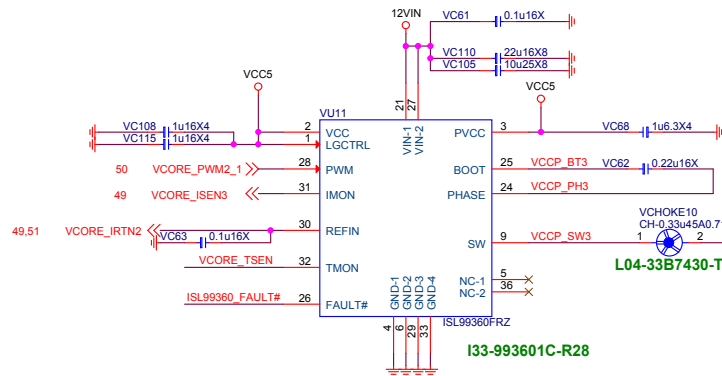 VC61 0.1u16X
12VIN
VC110 22u16X8
VC105 10u25X8
VCC5
VCC5
21
27
VU11
VIN-1
VIN-2
VC108 1u16X4
2 VCC
PVCC 3
VC68 1u6.3X4
VC115 1u16X4
1 LGCTRL
50 VCORE_PWM2_1
28 PWM
BOOT 25
VCCP_BT3
VC62 0.22u16X
49 VCORE_ISEN3
31 IMON
PHASE 24
VCCP_PH3
49,51 VCORE_IRTN2
30 REFIN
VCHOKE10
CH-0.33u45A0.71
VC63 0.1u16X
SW 9
VCCP_SW3
1 2
VCORE_TSEN
32 TMON
L04-33B7430-T
NC-1 5
NC-2 36
ISL99360_FAULT#
26 FAULT#
GND-1
GND-2
GND-3
GND-4
4
6
29
33
ISL99360FRZ
I33-993601C-R28